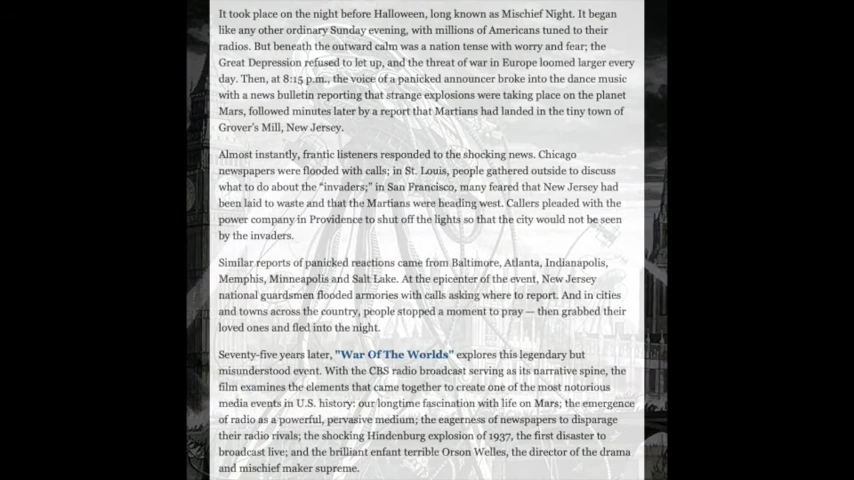 It took place on the night before Halloween, long known as Mischief Night. It began
like any other ordinary Sunday evening, with millions of Americans tuned to their
radios. But beneath the outward calm was a nation tense with worry and fear; the
Great Depression refused to let up, and the threat of war in Europe loomed larger every
day. Then, at 8:15 p.m., the voice of a panicked announcer broke into the dance music
with a news bulletin reporting that strange explosions were taking place on the planet
Mars, followed minutes later by a report that Martians had landed in the tiny town of
Grover's Mill, New Jersey.
Almost instantly, frantic listeners responded to the shocking news. Chicago
newspapers were flooded with calls; in St. Louis, people gathered outside to discuss
what to do about the “invaders;” in San Francisco, many feared that New Jersey had
been laid to waste and that the Martians were heading west. Callers pleaded with the
power company in Providence to shut off the lights so that the city would not be seen
by the invaders.
Similar reports of panicked reactions came from Baltimore, Atlanta, Indianapolis,
Memphis, Minneapolis and Salt Lake. At the epicenter of the event, New Jersey
national guardsmen flooded armories with calls asking where to report. And in cities
and towns across the country, people stopped a moment to pray — then grabbed their
loved ones and fled into the night.
Seventy-five years later, "War Of The Worlds" explores this legendary but
misunderstood event. With the CBS radio broadcast serving as its narrative spine, the
film examines the elements that came together to create one of the most notorious
media events in U.S. history: our longtime fascination with life on Mars; the emergence
of radio as a powerful, pervasive medium; the eagerness of newspapers to disparage
their radio rivals; the shocking Hindenburg explosion of 1937, the first disaster to
broadcast live; and the brilliant enfant terrible Orson Welles, the director of the drama
and mischief maker supreme.